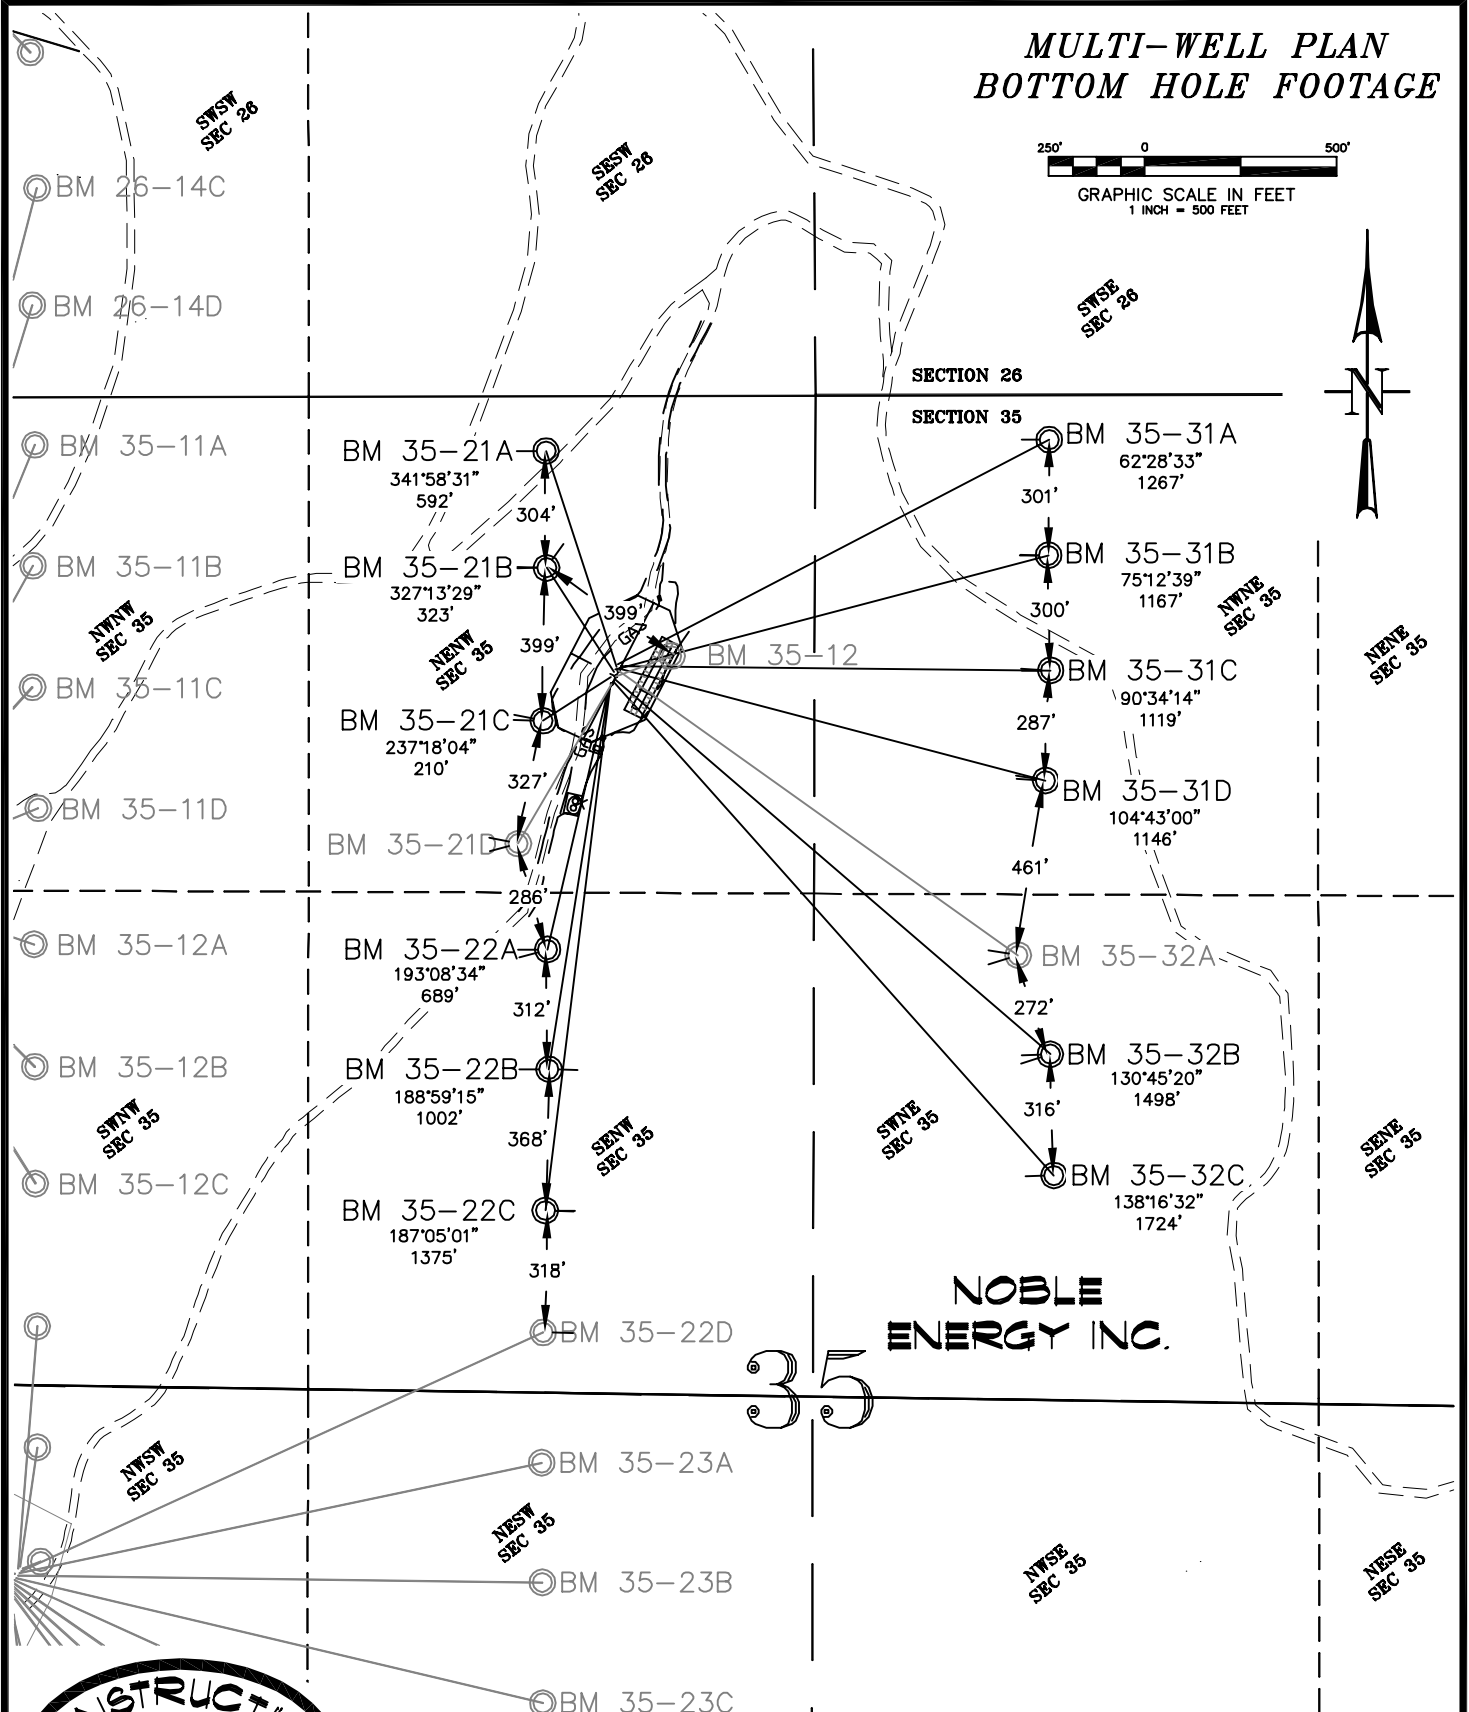 MULTI-WELL PLAN
BOTTOM HOLE FOOTAGE
250' 0 500'
GRAPHIC SCALE IN FEET
1 INCH = 500 FEET
N
SWSW
SEC 26
SESW
SEC 26
SWSE
SEC 26
BM 26-14C
BM 26-14D
SECTION 26
SECTION 35
BM 35-11A
BM 35-11B
NWNW
SEC 35
BM 35-11C
BM 35-11D
BM 35-12A
BM 35-12B
SWNW
SEC 35
BM 35-12C
NWSW
SEC 35
BM 35-21A
341°58'31"
592'
304'
BM 35-21B
327°13'29"
323'
399'
399'
NENW
SEC 35
GAS
BM 35-12
BM 35-21C
237°18'04"
210'
GAS
327'
BM 35-21D
286'
BM 35-22A
193°08'34"
689'
312'
BM 35-22B
188°59'15"
1002'
368'
SENW
SEC 35
BM 35-22C
187°05'01"
1375'
318'
BM 35-22D
BM 35-23A
NESW
SEC 35
BM 35-23B
BM 35-23C
BM 35-31A
62°28'33"
1267'
301'
BM 35-31B
75°12'39"
1167'
300'
NWNE
SEC 35
NENE
SEC 35
BM 35-31C
90°34'14"
1119'
287'
BM 35-31D
104°43'00"
1146'
461'
BM 35-32A
272'
BM 35-32B
130°45'20"
1498'
316'
SWNE
SEC 35
SENE
SEC 35
BM 35-32C
138°16'32"
1724'
NOBLE
ENERGY INC.
35
NWSE
SEC 35
NESE
SEC 35